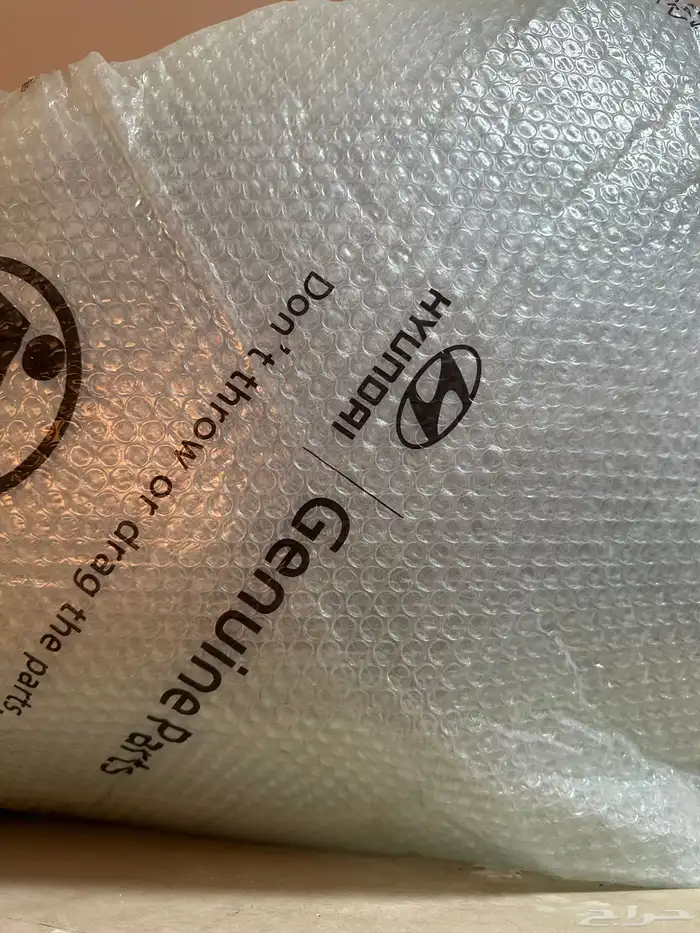 HYUNDAI | Genuine Parts
Don't throw or drag the parts.
حراج